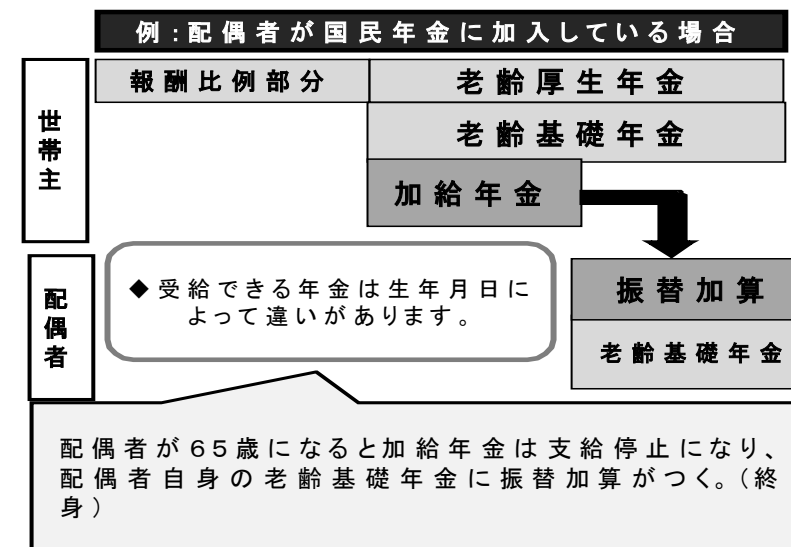 例:配偶者が国民年金に加入している場合
世帯主
報酬比例部分
老齢厚生年金
老齢基礎年金
加給年金
配偶者
◆受給できる年金は生年月日に
よって違いがあります。
振替加算
老齢基礎年金
配偶者が65歳になると加給年金は支給停止になり、
配偶者自身の老齢基礎年金に振替加算がつく。(終
身)